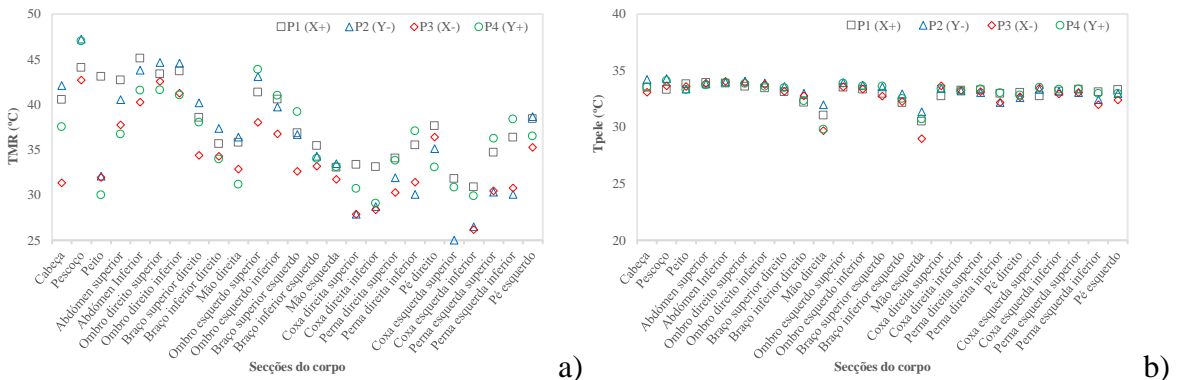 a)
TMR (°C)
50
45
40
35
30
25
P1 (X+) P2 (Y-) P3 (X-) P4 (Y+)
Cabeça
Pescoço
Peito
Abdómen superior
Abdómen Inferior
Ombro direito superior
Ombro direito inferior
Braço superior direito
Braço inferior direito
Mão direita
Ombro esquerdo superior
Ombro esquerdo inferior
Braço superior esquerdo
Braço inferior esquerdo
Mão esquerda
Coxa direita superior
Coxa direita inferior
Perna direita superior
Perna direita inferior
Pé direito
Coxa esquerda superior
Coxa esquerda inferior
Perna esquerda superior
Perna esquerda inferior
Pé esquerdo
Secções do corpo
a)
Tpele (°C)
40
35
30
25
20
P1 (X+) P2 (Y-) P3 (X-) P4 (Y+)
Cabeça
Pescoço
Peito
Abdómen superior
Abdómen Inferior
Ombro direito superior
Ombro direito inferior
Braço superior direito
Braço inferior direito
Mão direita
Ombro esquerdo superior
Ombro esquerdo inferior
Braço superior esquerdo
Braço inferior esquerdo
Mão esquerda
Coxa direita superior
Coxa direita inferior
Perna direita superior
Perna direita inferior
Pé direito
Coxa esquerda superior
Coxa esquerda inferior
Perna esquerda superior
Perna esquerda inferior
Pé esquerdo
Secções do corpo
b)